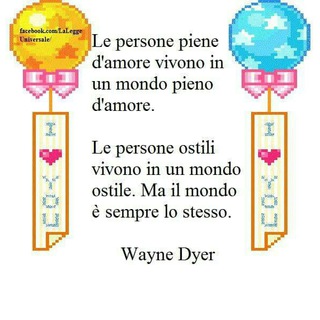 facebook.com/LaLegge
Universale/
Le persone piene
d'amore vivono in
un mondo pieno
d'amore.
Le persone ostili
vivono in un mondo
ostile. Ma il mondo
è sempre lo stesso.
Wayne Dyer
I
YOU
I
YOU